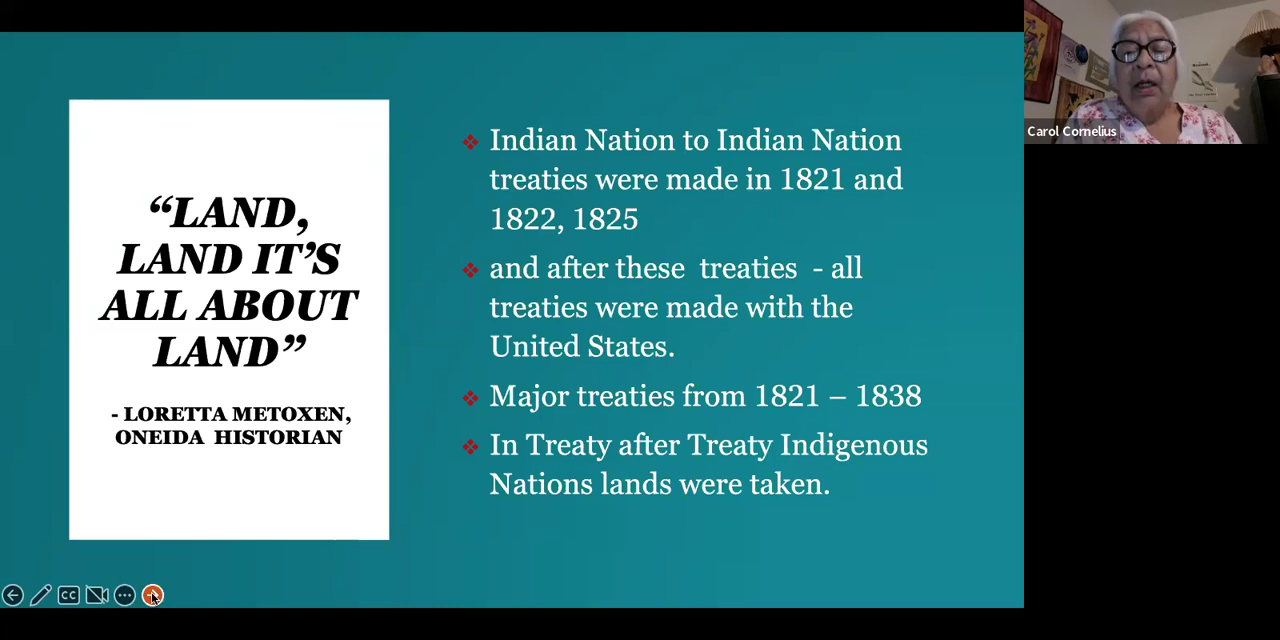 “LAND,
LAND IT’S
ALL ABOUT
LAND”
- LORETTA METOXEN,
ONEIDA HISTORIAN
Indian Nation to Indian Nation
treaties were made in 1821 and
1822, 1825
and after these treaties - all
treaties were made with the
United States.
Major treaties from 1821 – 1838
In Treaty after Treaty Indigenous
Nations lands were taken.
Carol Cornelius
CC